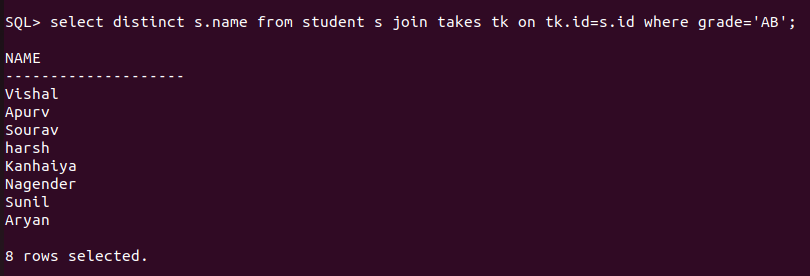 SQL> select distinct s.name from student s join takes tk on tk.id=s.id where grade='AB';
NAME
--------------------
Vishal
Apurv
Sourav
harsh
Kanhaiya
Nagender
Sunil
Aryan
8 rows selected.